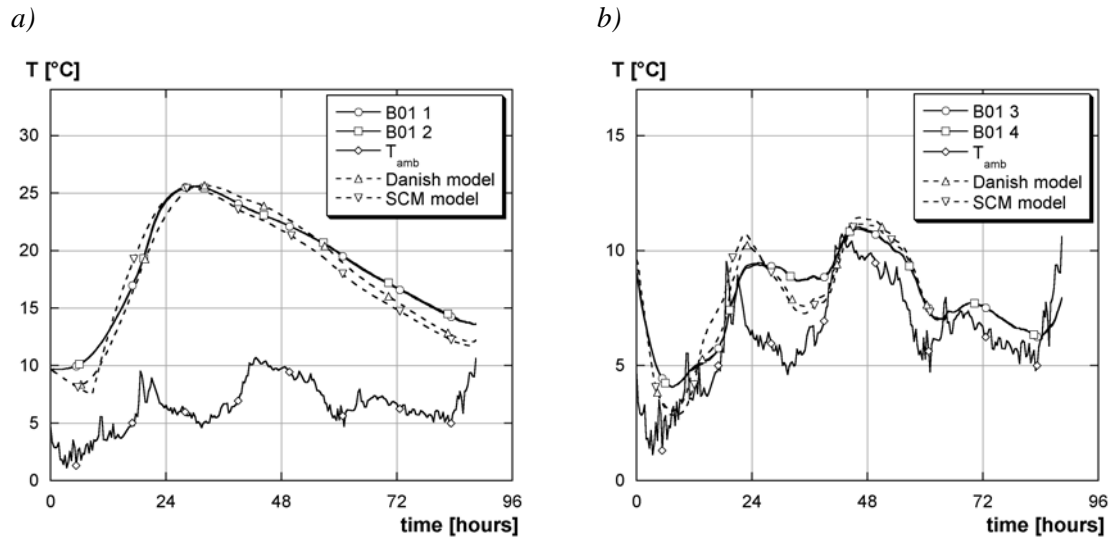 a)
T [°C]
30
25
20
15
10
5
0
B01 1
B01 2
Tamb
Danish model
SCM model
0 24 48 72 96
time [hours]
b)
T [°C]
15
10
5
0
B01 3
B01 4
Tamb
Danish model
SCM model
0 24 48 72 96
time [hours]